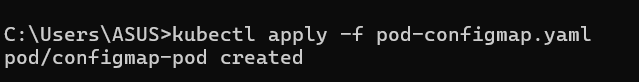 C:\Users\ASUS>kubectl apply -f pod-configmap.yaml
pod/configmap-pod created